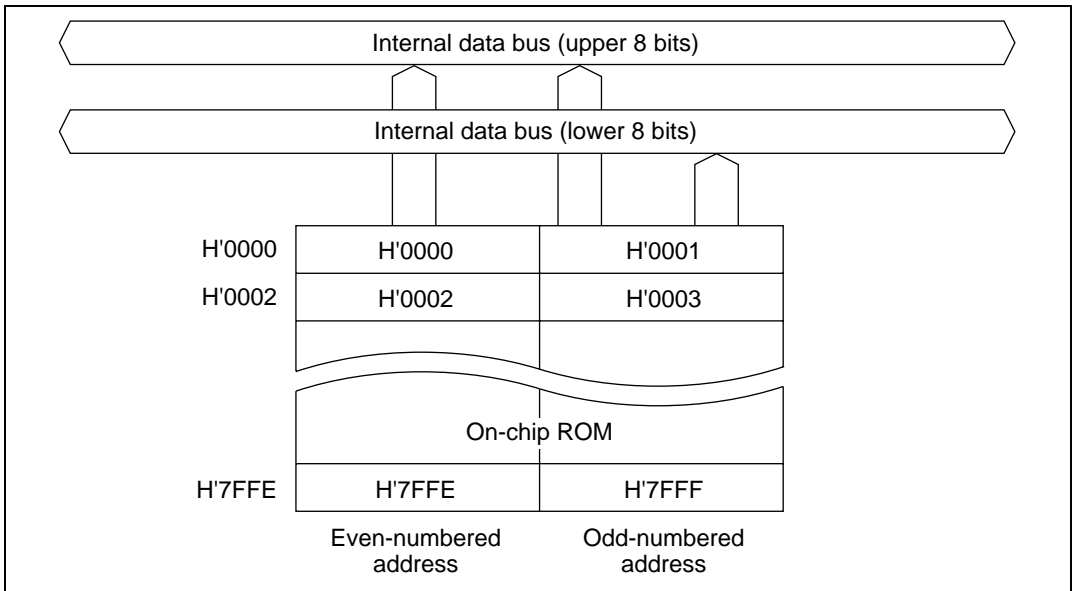 Internal data bus (upper 8 bits)
Internal data bus (lower 8 bits)
H'0000 H'0000 H'0001
H'0002 H'0002 H'0003
On-chip ROM
H'7FFE H'7FFE H'7FFF
Even-numbered address
Odd-numbered address